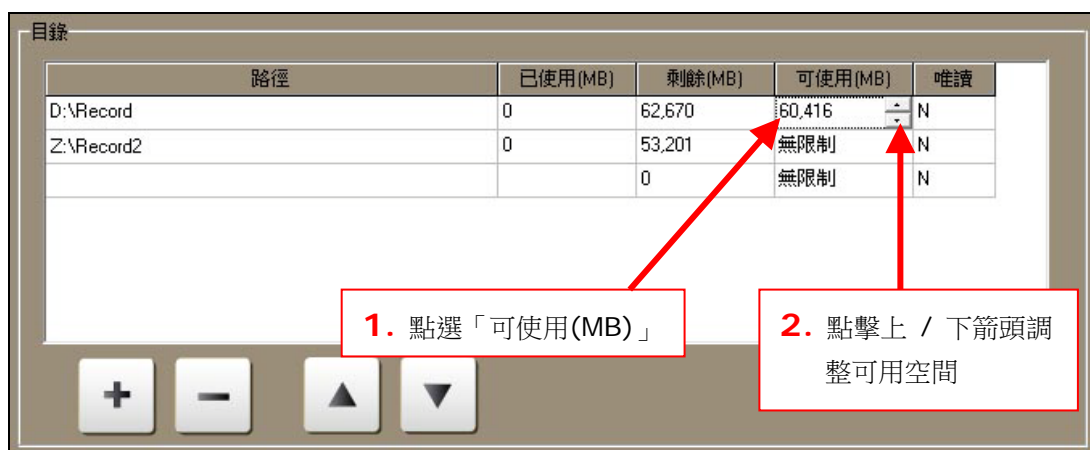 目錄
路徑 已使用(MB) 剩餘(MB) 可使用(MB) 唯讀
D:\Record 0 62,670 60,416 N
Z:\Record2 0 53,201 無限制 N
0 無限制 N
1. 點選「可使用(MB)」
2. 點擊上 / 下箭頭調
整可用空間